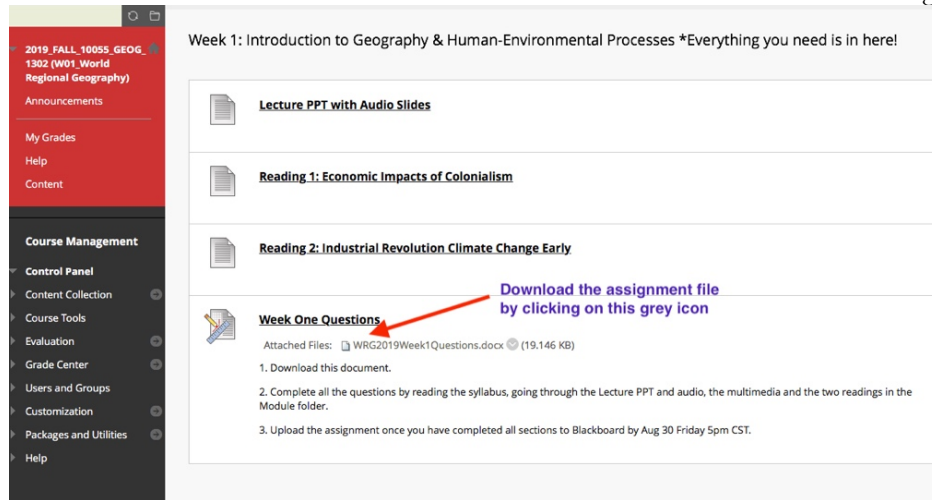 2019_FALL_10055_GEOG_
1302 (W01_World
Regional Geography)
Announcements
My Grades
Help
Content
Course Management
Control Panel
Content Collection
Course Tools
Evaluation
Grade Center
Users and Groups
Customization
Packages and Utilities
Help
Week 1: Introduction to Geography & Human-Environmental Processes *Everything you need is in here!
Lecture PPT with Audio Slides
Reading 1: Economic Impacts of Colonialism
Reading 2: Industrial Revolution Climate Change Early
Download the assignment file
by clicking on this grey icon
Week One Questions
Attached Files: WRG2019Week1Questions.docx (19.146 KB)
1. Download this document.
2. Complete all the questions by reading the syllabus, going through the Lecture PPT and audio, the multimedia and the two readings in the
Module folder.
3. Upload the assignment once you have completed all sections to Blackboard by Aug 30 Friday 5pm CST.